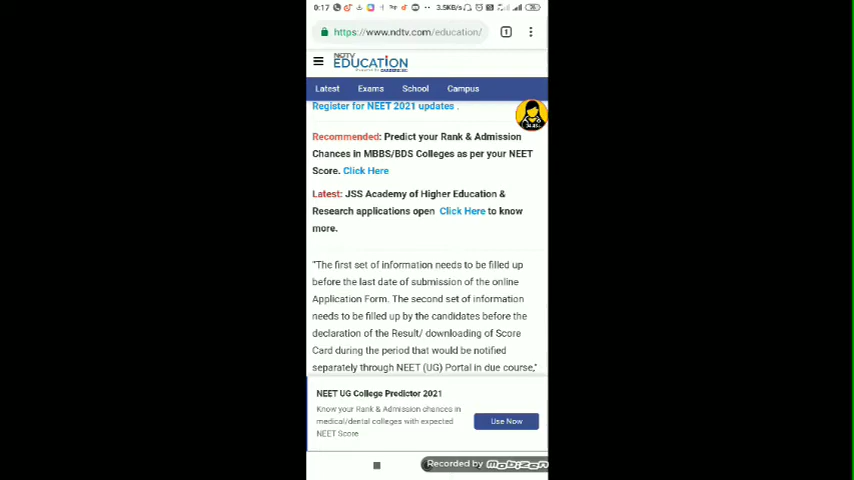 0:17
3.5KB/s
https://www.ndtv.com/education/
1
NDTV
EDUCATION
Latest Exams School Campus
Register for NEET 2021 updates .
Recommended: Predict your Rank & Admission
Chances in MBBS/BDS Colleges as per your NEET
Score. Click Here
Latest: JSS Academy of Higher Education &
Research applications open Click Here to know
more.
"The first set of information needs to be filled up
before the last date of submission of the online
Application Form. The second set of information
needs to be filled up by the candidates before the
declaration of the Result/ downloading of Score
Card during the period that would be notified
separately through NEET (UG) Portal in due course,"
NEET UG College Predictor 2021
Know your Rank & Admission chances in
medical/dental colleges with expected
NEET Score
Use Now
Recorded by MOBIZEN